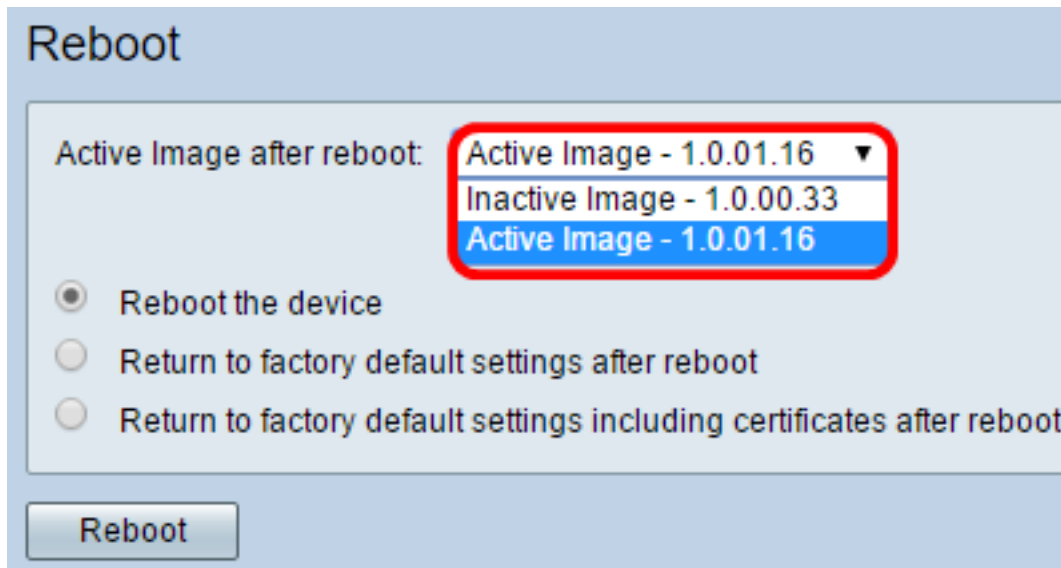 Reboot
Active Image after reboot: Active Image - 1.0.01.16
Inactive Image - 1.0.00.33
Active Image - 1.0.01.16
Reboot the device
Return to factory default settings after reboot
Return to factory default settings including certificates after reboot
Reboot